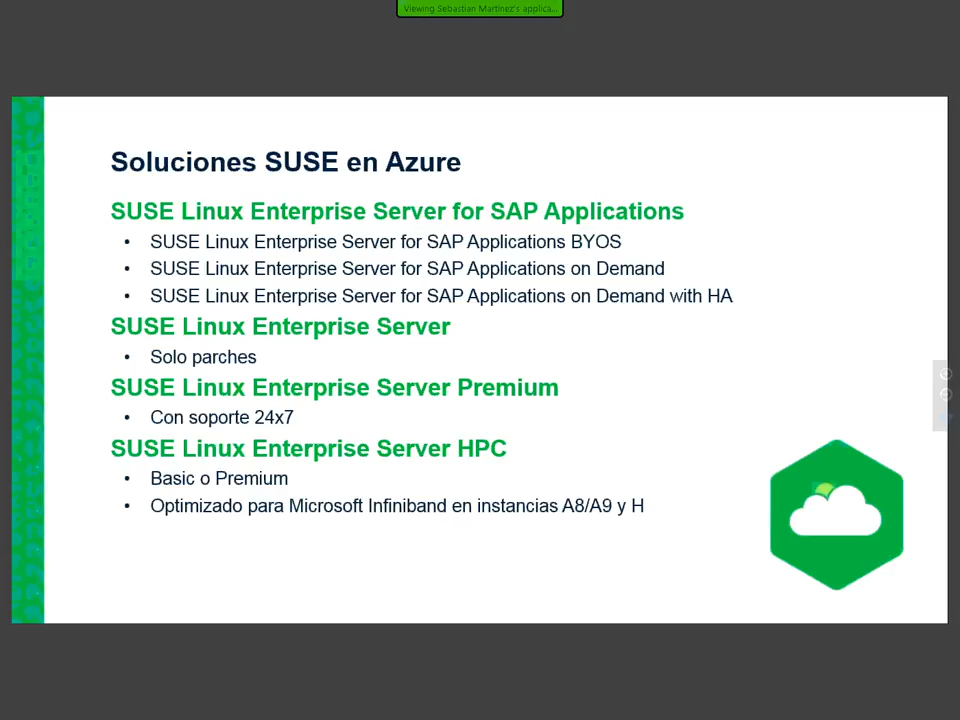 Viewing Sebastian Martinez's applica...
Soluciones SUSE en Azure
SUSE Linux Enterprise Server for SAP Applications
• SUSE Linux Enterprise Server for SAP Applications BYOS
• SUSE Linux Enterprise Server for SAP Applications on Demand
• SUSE Linux Enterprise Server for SAP Applications on Demand with HA
SUSE Linux Enterprise Server
• Solo parches
SUSE Linux Enterprise Server Premium
• Con soporte 24x7
SUSE Linux Enterprise Server HPC
• Basic o Premium
• Optimizado para Microsoft Infiniband en instancias A8/A9 y H